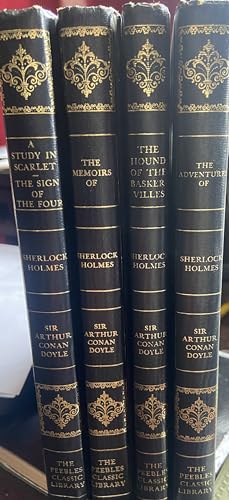 A
STUDY IN
SCARLET
THE SIGN
OF THE
FOUR
SHERLOCK
HOLMES
SIR
ARTHUR
CONAN
DOYLE
THE
PEEBLES
CLASSIC
LIBRARY
THE
MEMOIRS
OF
SHERLOCK
HOLMES
SIR
ARTHUR
CONAN
DOYLE
THE
PEEBLES
CLASSIC
LIBRARY
THE
HOUND
OF THE
BASKER
VILLES
SHERLOCK
HOLMES
SIR
ARTHUR
CONAN
DOYLE
THE
PEEBLES
CLASSIC
LIBRARY
THE
ADVENTURES
OF
SHERLOCK
HOLMES
SIR
ARTHUR
CONAN
DOYLE
THE
PEEBLES
CLASSIC
LIBRARY